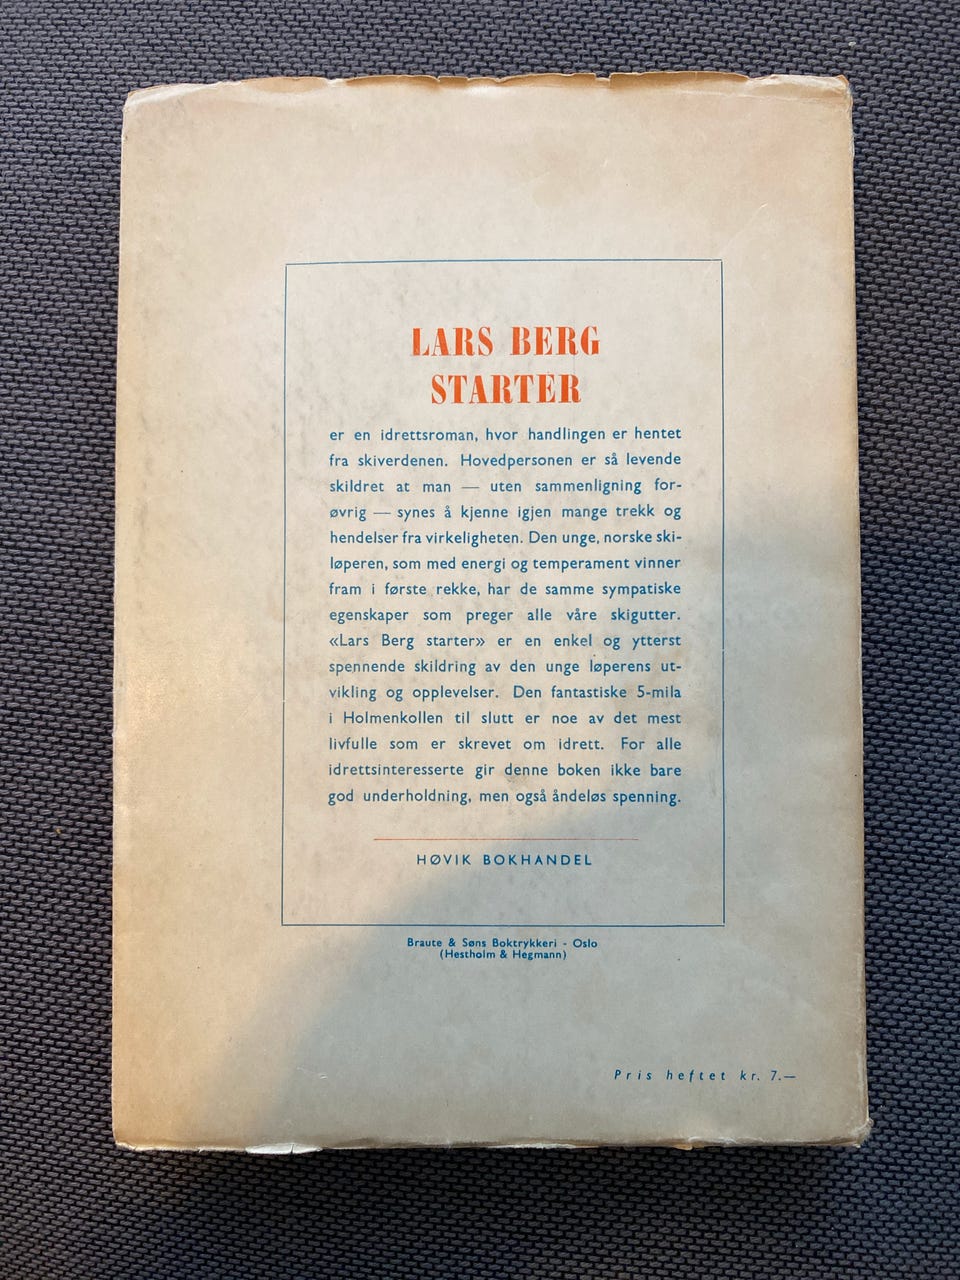 LARS BERG
STARTER
er en idrettsroman, hvor handlingen er hentet
fra skiverdenen. Hovedpersonen er så levende
skildret at man — uten sammenligning for-
øvrig — synes å kjenne igjen mange trekk og
hendelser fra virkeligheten. Den unge, norske ski-
løperen, som med energi og temperament vinner
fram i første rekke, har de samme sympatiske
egenskaper som preger alle våre skigutter.
«Lars Berg starter» er en enkel og ytterst
spennende skildring av den unge løperens ut-
vikling og opplevelser. Den fantastiske 5-mila
i Holmenkollen til slutt er noe av det mest
livfulle som er skrevet om idrett. For alle
idrettsinteresserte gir denne boken ikke bare
god underholdning, men også åndeløs spenning.
HØVIK BOKHANDEL
Braute & Søns Boktrykkeri - Oslo
(Hestholm & Hegmann)
Pris heftet kr. 7.—